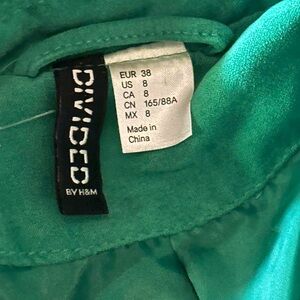 DIVIDED
BY H&M
EUR 38
US 8
CA 8
CN 165/88A
MX 8
Made in
China